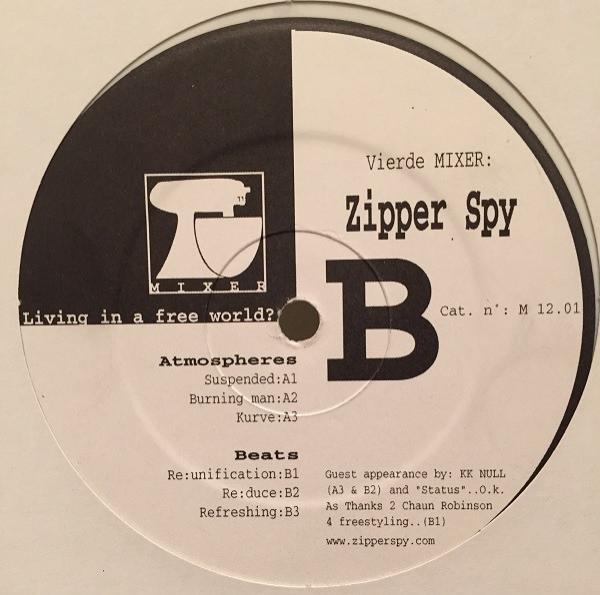 Vierde MIXER:
Zipper Spy
MIXER
B
Cat. n°: M 12.01
Living in a free world?
Atmospheres
Suspended:A1
Burning man:A2
Kurve:A3
Beats
Re:unification:B1
Re:duce:B2
Refreshing:B3
Guest appearance by: KK NULL
(A3 & B2) and "Status"..O.k.
As Thanks 2 Chaun Robinson
4 freestyling..(B1)
www.zipperspy.com